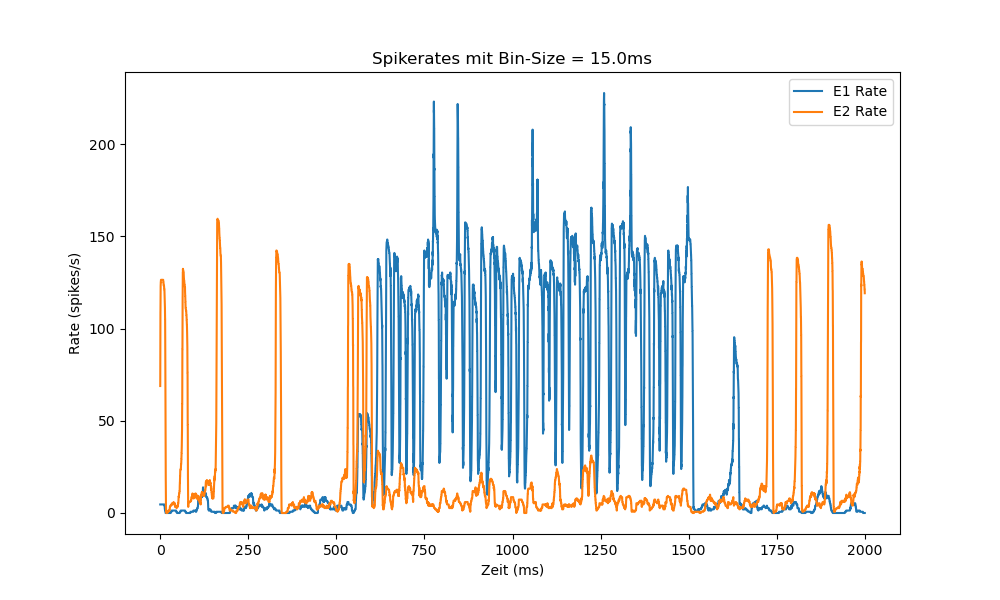 Spikerates mit Bin-Size = 15.0ms
E1 Rate
E2 Rate
Rate (spikes/s)
200
150
100
50
0
0 250 500 750 1000 1250 1500 1750 2000
Zeit (ms)